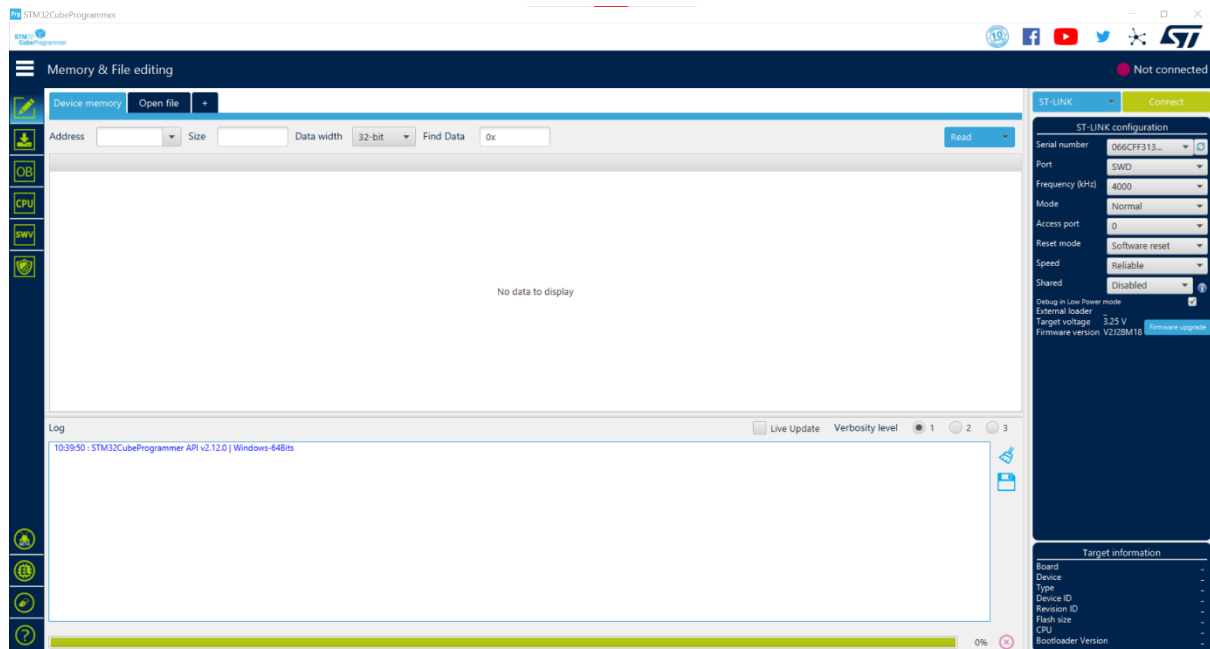 Prg STM32CubeProgrammer
STM32
CubeProgrammer
10
ST
Memory & File editing
Not connected
Device memory Open file +
ST-LINK Connect
Address Size Data width 32-bit Find Data 0x Read
ST-LINK configuration
Serial number 066CFF313...
Port SWD
OB
Frequency (kHz) 4000
CPU
Mode Normal
Access port 0
SWV
Reset mode Software reset
Speed Reliable
Shared Disabled
No data to display
Debug in Low Power mode
External loader _
Target voltage 3.25 V
Firmware version V2J28M18 Firmware upgrade
Log Live Update Verbosity level 1 2 3
10:39:50 : STM32CubeProgrammer API v2.12.0 | Windows-64Bits
Target information
Board _
Device _
Type _
Device ID _
Revision ID _
Flash size _
CPU _
Bootloader Version _
0%